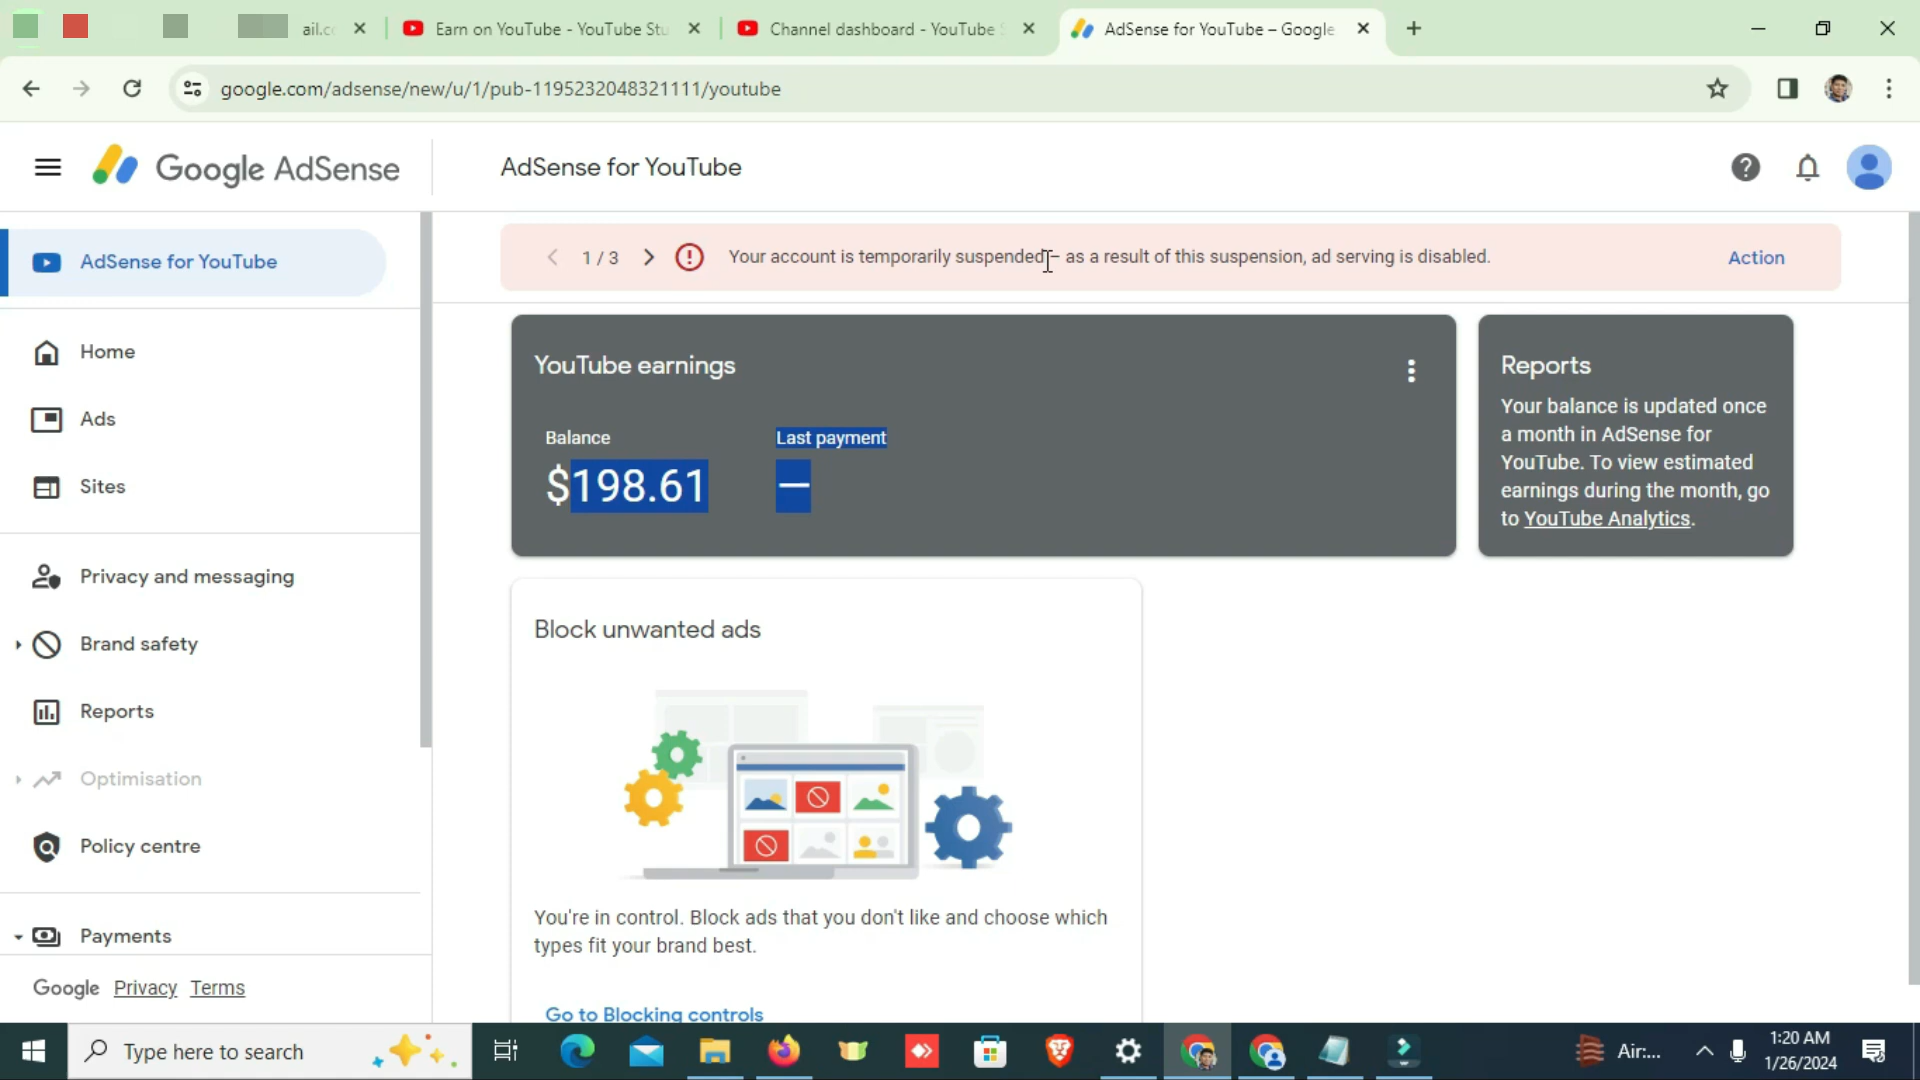 ail.c
Earn on YouTube - YouTube Stu
Channel dashboard - YouTube S
AdSense for YouTube – Google
google.com/adsense/new/u/1/pub-1195232048321111/youtube
Google AdSense
AdSense for YouTube
AdSense for YouTube
1 / 3
Your account is temporarily suspended – as a result of this suspension, ad serving is disabled.
Action
Home
Ads
Sites
Privacy and messaging
Brand safety
Reports
Optimisation
Policy centre
Payments
Google Privacy Terms
YouTube earnings
Balance
$198.61
Last payment
—
Reports
Your balance is updated once
a month in AdSense for
YouTube. To view estimated
earnings during the month, go
to YouTube Analytics.
Block unwanted ads
You're in control. Block ads that you don't like and choose which
types fit your brand best.
Go to Blocking controls
Type here to search
Air:...
1:20 AM
1/26/2024